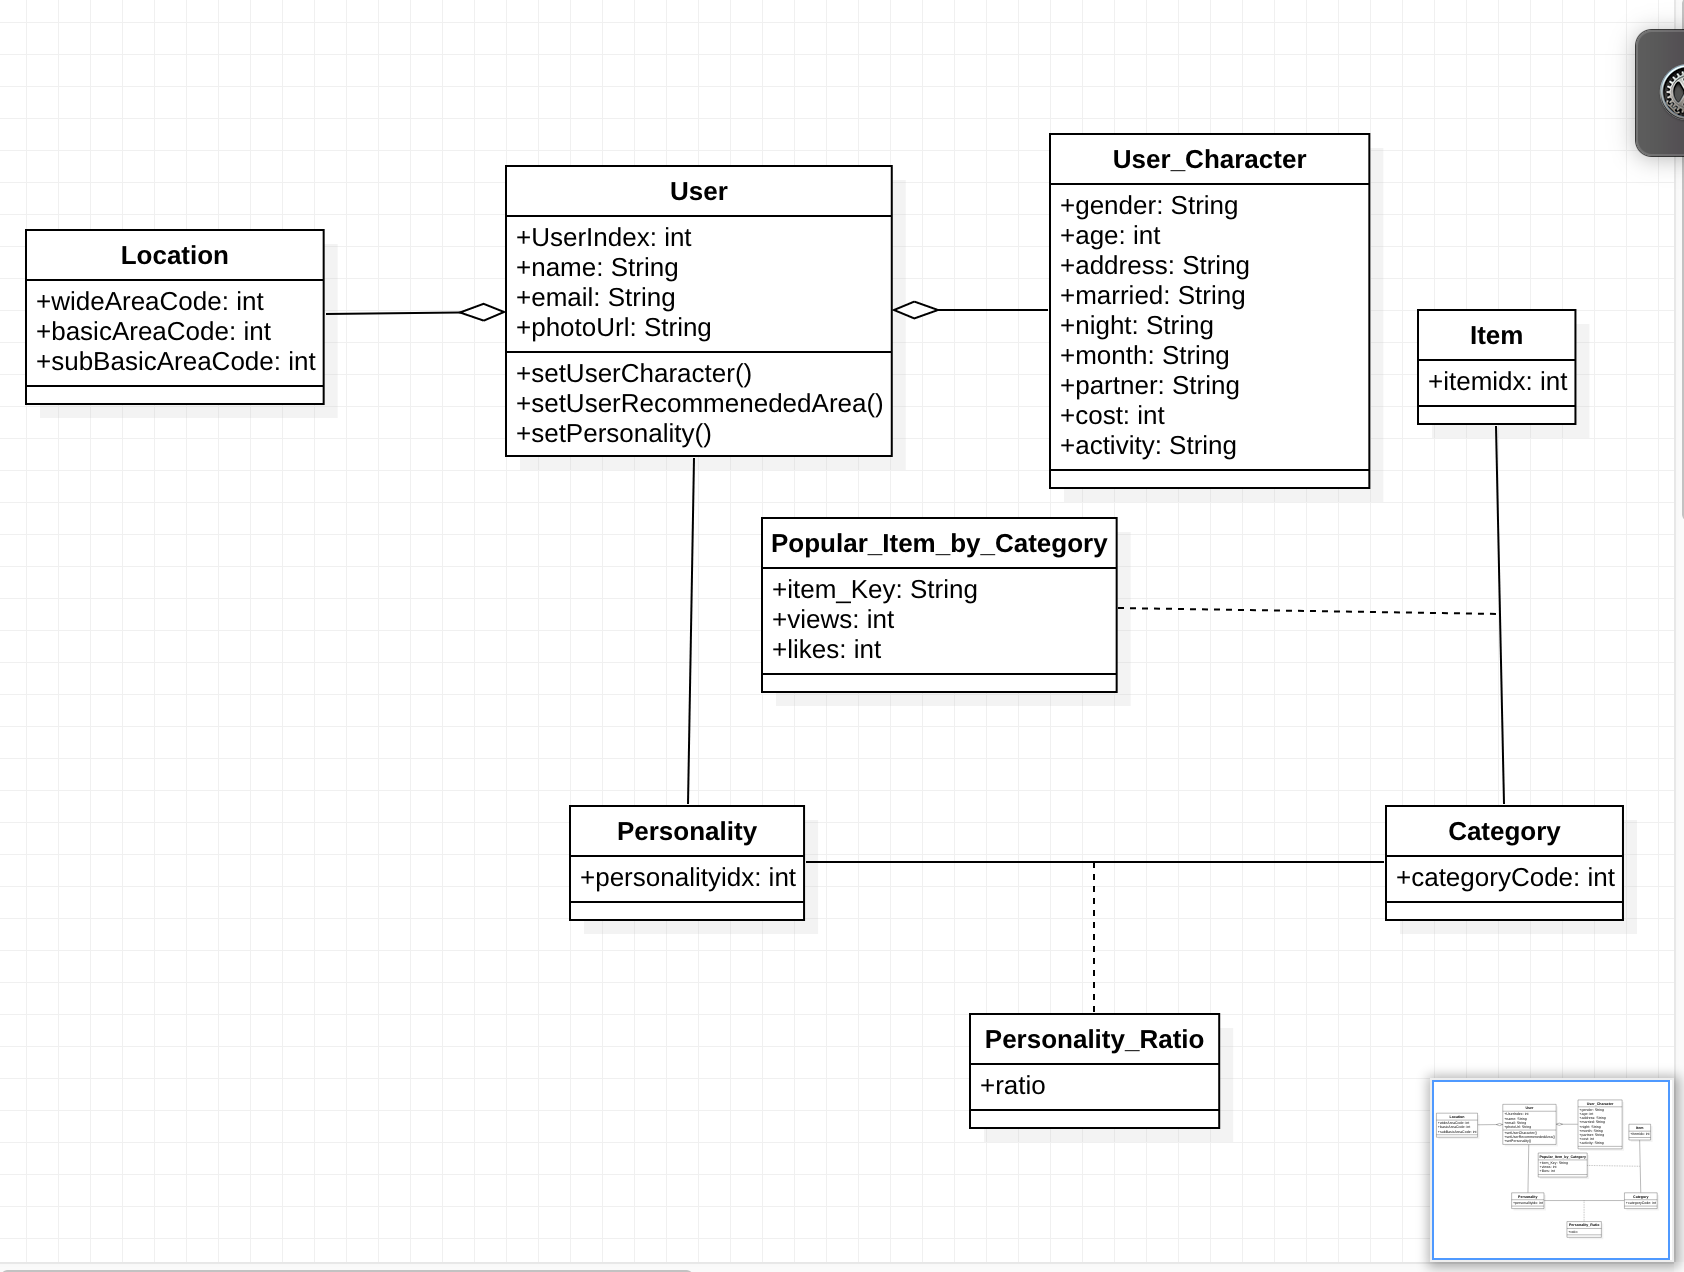 Location
+wideAreaCode: int
+basicAreaCode: int
+subBasicAreaCode: int
User
+UserIndex: int
+name: String
+email: String
+photoUrl: String
+setUserCharacter()
+setUserRecommenededArea()
+setPersonality()
User_Character
+gender: String
+age: int
+address: String
+married: String
+night: String
+month: String
+partner: String
+cost: int
+activity: String
Item
+itemidx: int
Popular_Item_by_Category
+item_Key: String
+views: int
+likes: int
Personality
+personalityidx: int
Category
+categoryCode: int
Personality_Ratio
+ratio